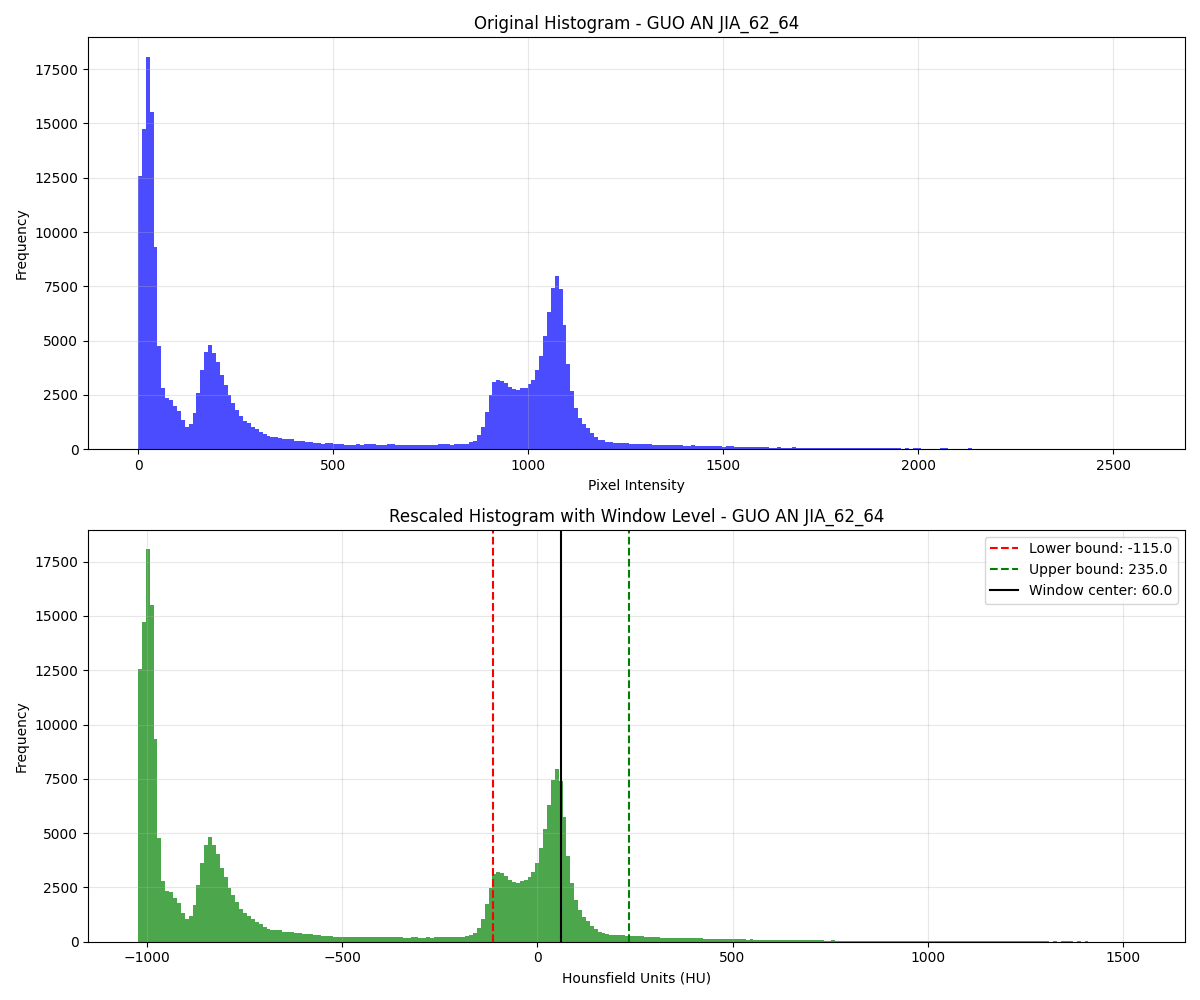 Original Histogram - GUO AN JIA_62_64
17500
15000
12500
10000
7500
5000
2500
0
Frequency
0 500 1000 1500 2000 2500
Pixel Intensity
Rescaled Histogram with Window Level - GUO AN JIA_62_64
Lower bound: -115.0
Upper bound: 235.0
Window center: 60.0
17500
15000
12500
10000
7500
5000
2500
0
Frequency
−1000 −500 0 500 1000 1500
Hounsfield Units (HU)